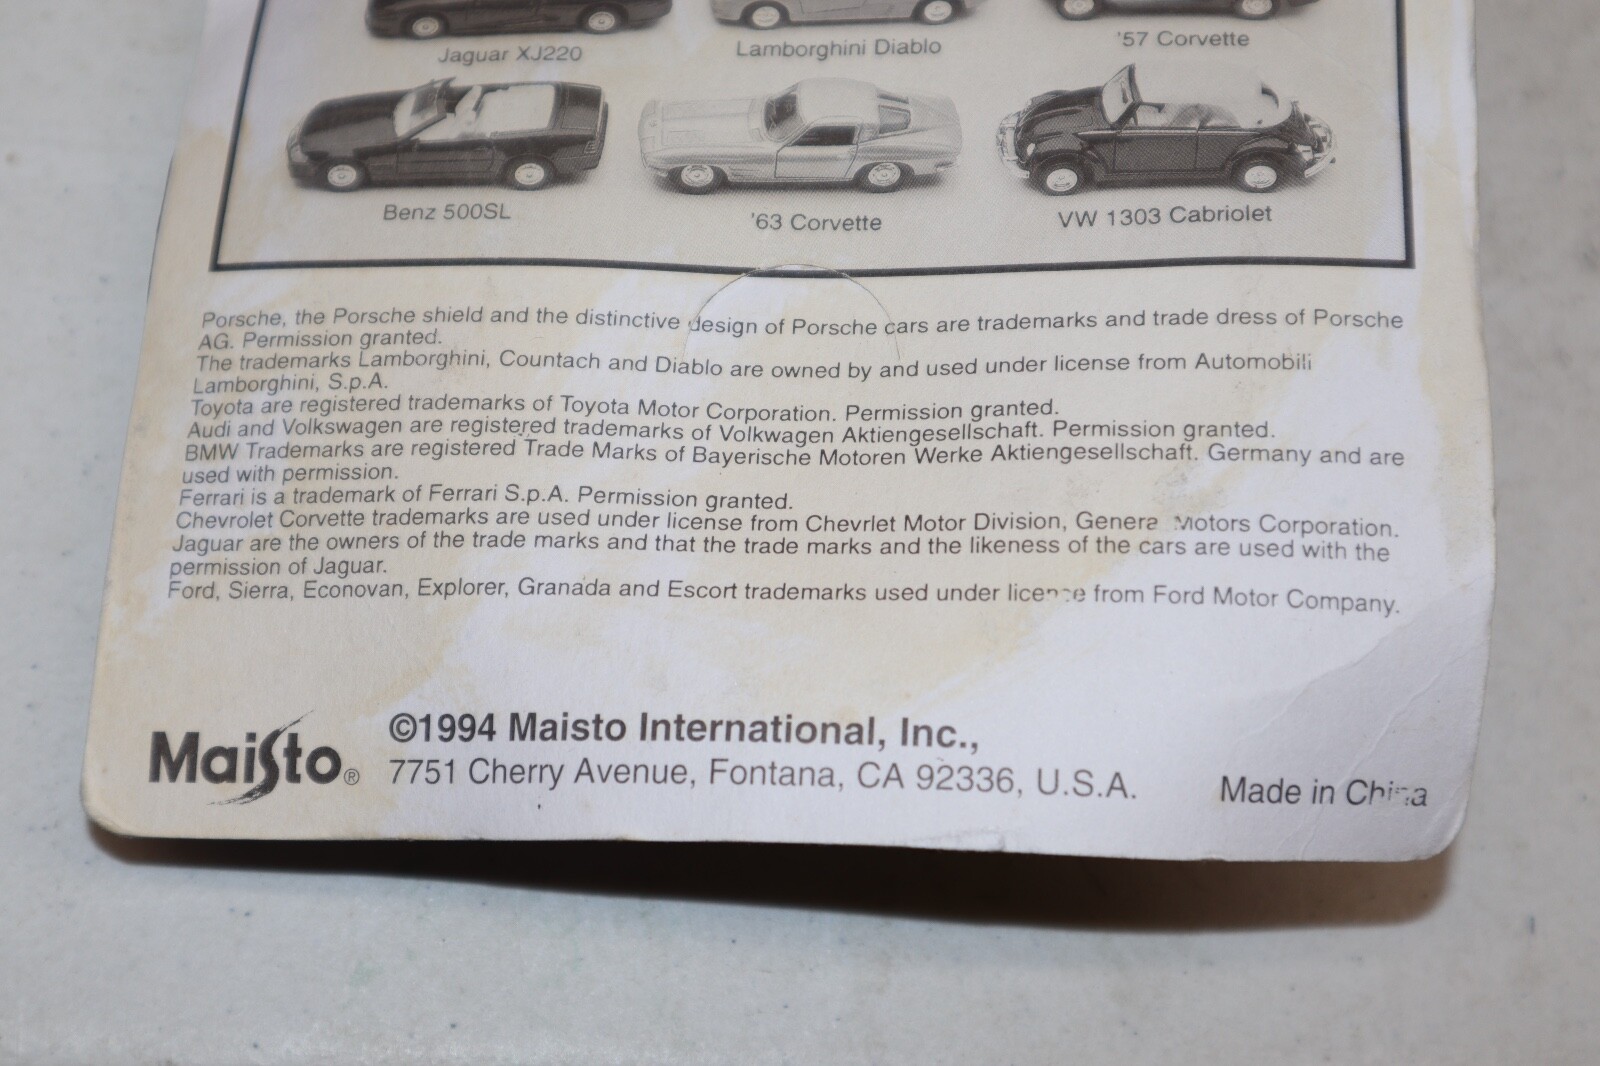 Jaguar XJ220
Lamborghini Diablo
'57 Corvette
Benz 500SL
'63 Corvette
VW 1303 Cabriolet
Porsche, the Porsche shield and the distinctive design of Porsche cars are trademarks and trade dress of Porsche
AG. Permission granted.
The trademarks Lamborghini, Countach and Diablo are owned by and used under license from Automobili
Lamborghini, S.p.A.
Toyota are registered trademarks of Toyota Motor Corporation. Permission granted.
Audi and Volkswagen are registered trademarks of Volkwagen Aktiengesellschaft. Permission granted.
BMW Trademarks are registered Trade Marks of Bayerische Motoren Werke Aktiengesellschaft. Germany and are
used with permission.
Ferrari is a trademark of Ferrari S.p.A. Permission granted.
Chevrolet Corvette trademarks are used under license from Chevrlet Motor Division, General Motors Corporation.
Jaguar are the owners of the trade marks and that the trade marks and the likeness of the cars are used with the
permission of Jaguar.
Ford, Sierra, Econovan, Explorer, Granada and Escort trademarks used under license from Ford Motor Company.
Maisto®
©1994 Maisto International, Inc.,
7751 Cherry Avenue, Fontana, CA 92336, U.S.A.
Made in China